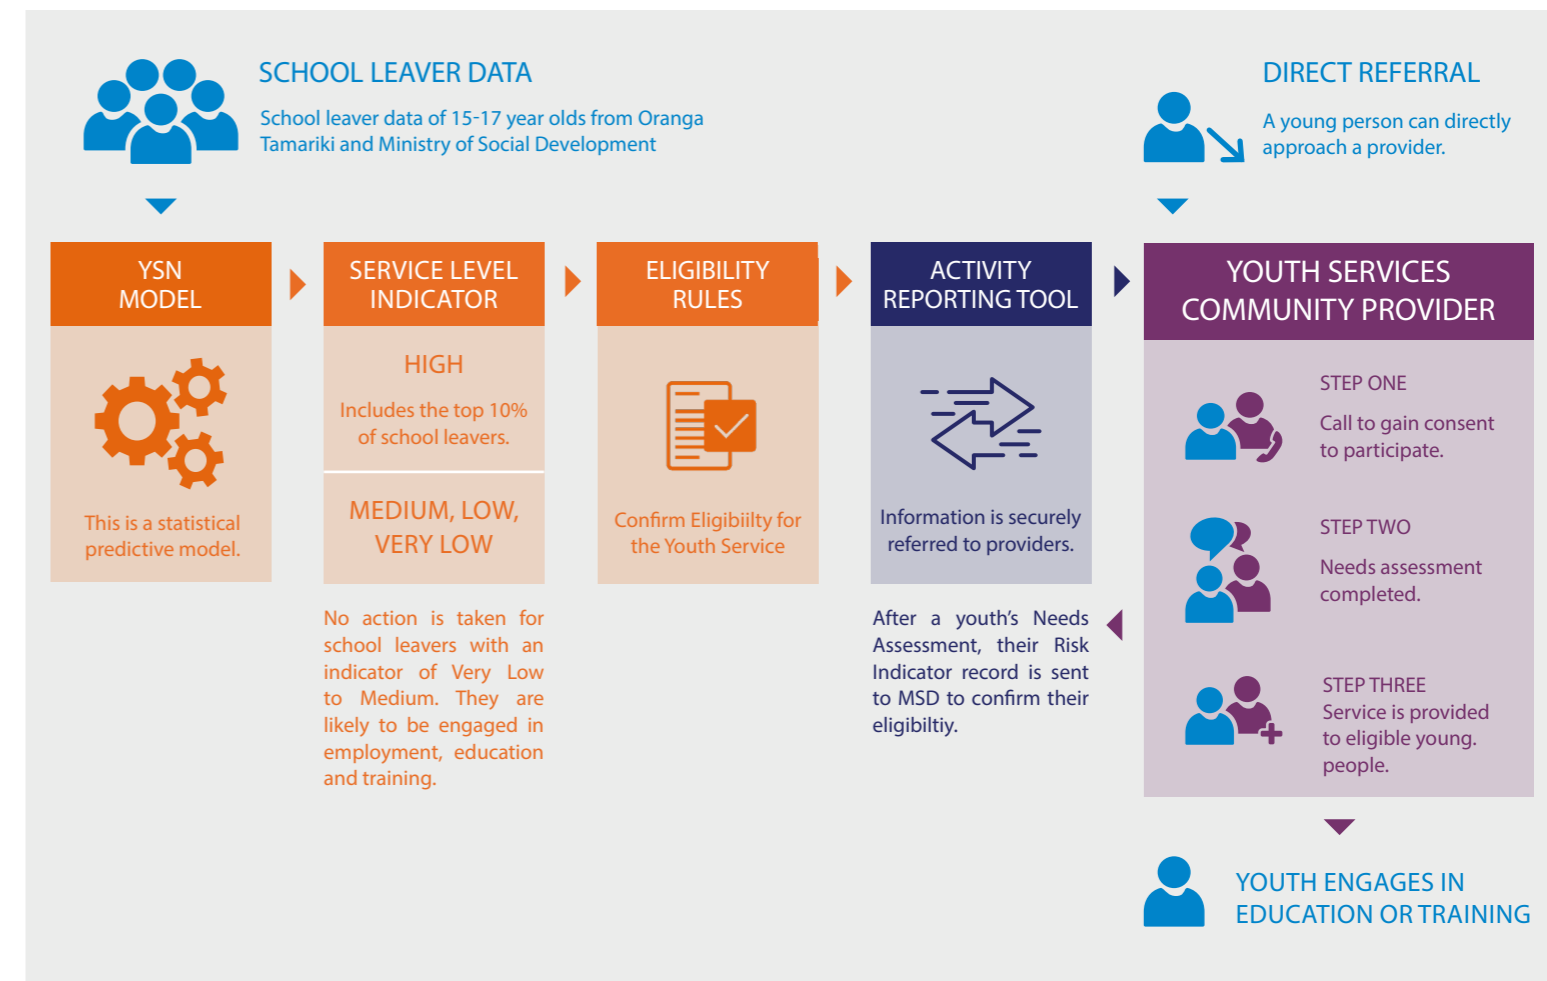 SCHOOL LEAVER DATA
School leaver data of 15-17 year olds from Oranga
Tamariki and Ministry of Social Development
DIRECT REFERRAL
A young person can directly
approach a provider.
YSN
MODEL
This is a statistical
predictive model.
SERVICE LEVEL
INDICATOR
HIGH
Includes the top 10%
of school leavers.
MEDIUM, LOW,
VERY LOW
No action is taken for
school leavers with an
indicator of Very Low
to Medium. They are
likely to be engaged in
employment, education
and training.
ELIGIBILITY
RULES
Confirm Eligibiilty for
the Youth Service
ACTIVITY
REPORTING TOOL
Information is securely
referred to providers.
After a youth’s Needs
Assessment, their Risk
Indicator record is sent
to MSD to confirm their
eligibiltiy.
YOUTH SERVICES
COMMUNITY PROVIDER
STEP ONE
Call to gain consent
to participate.
STEP TWO
Needs assessment
completed.
STEP THREE
Service is provided
to eligible young.
people.
YOUTH ENGAGES IN
EDUCATION OR TRAINING